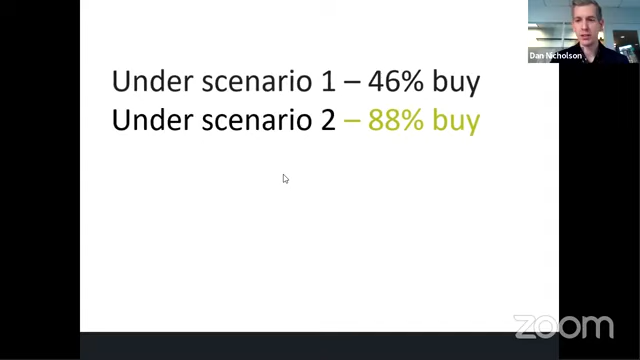 Dan Nicholson
Under scenario 1 – 46% buy
Under scenario 2 – 88% buy
zoom